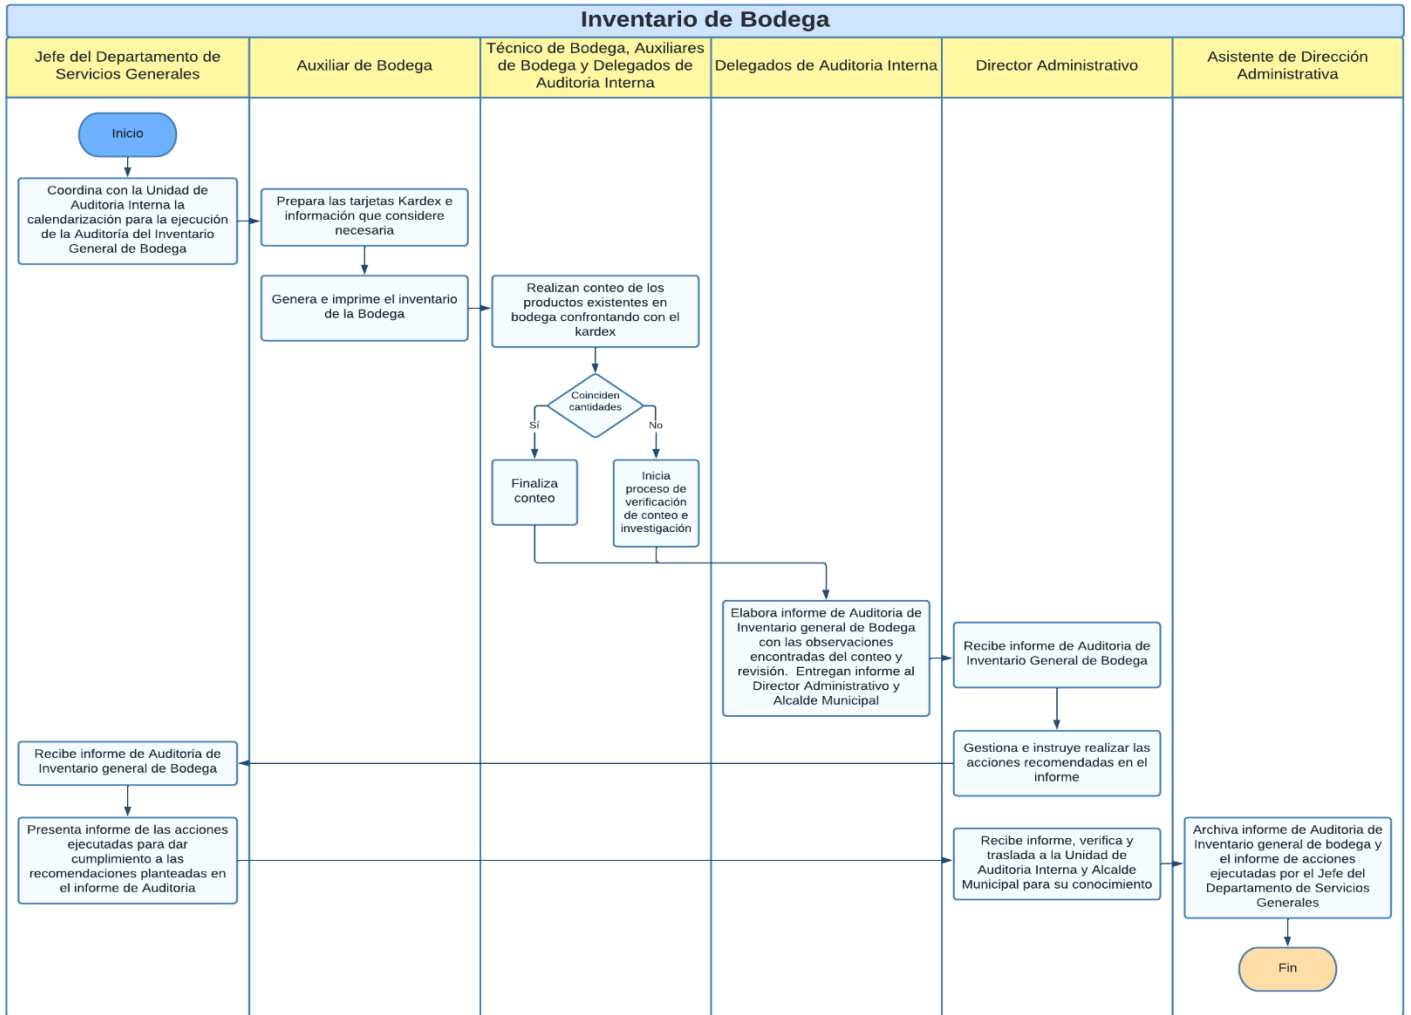 Inventario de Bodega
Jefe del Departamento de
Servicios Generales
Auxiliar de Bodega
Técnico de Bodega, Auxiliares
de Bodega y Delegados de
Auditoria Interna
Delegados de Auditoria Interna
Director Administrativo
Asistente de Dirección
Administrativa
Inicio
Coordina con la Unidad de
Auditoria Interna la
calendarización para la ejecución
de la Auditoría del Inventario
General de Bodega
Prepara las tarjetas Kardex e
información que considere
necesaria
Genera e imprime el inventario
de la Bodega
Realizan conteo de los
productos existentes en
bodega confrontando con el
kardex
Coinciden
cantidades
Sí
No
Finaliza
conteo
Inicia
proceso de
verificación
de conteo e
investigación
Elabora informe de Auditoria de
Inventario general de Bodega
con las observaciones
encontradas del conteo y
revisión.  Entregan informe al
Director Administrativo y
Alcalde Municipal
Recibe informe de Auditoria de
Inventario General de Bodega
Gestiona e instruye realizar las
acciones recomendadas en el
informe
Recibe informe de Auditoria de
Inventario general de Bodega
Presenta informe de las acciones
ejecutadas para dar
cumplimiento a las
recomendaciones planteadas en
el informe de Auditoria
Recibe informe, verifica y
traslada a la Unidad de
Auditoria Interna y Alcalde
Municipal para su conocimiento
Archiva informe de Auditoria de
Inventario general de bodega y
el informe de acciones
ejecutadas por el Jefe del
Departamento de Servicios
Generales
Fin